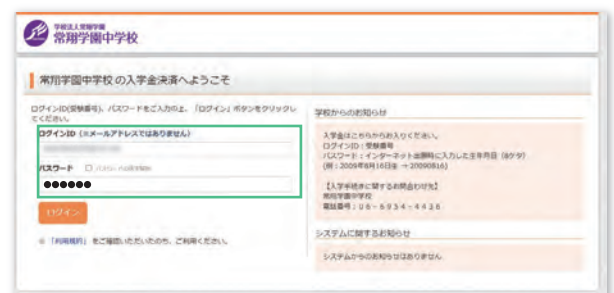 学校法人常翔学園
常翔学園中学校
常翔学園中学校 の入学金決済へようこそ
ログインID(受験番号)、パスワードをご入力の上、「ログイン」ボタンをクリックし
てください。
ログインID (※メールアドレスではありません)
パスワード
●●●●●●
ログイン
※ 「利用規約」 をご確認いただいたのち、ご利用ください。
学校からのお知らせ
入学金はこちらからお入りください。
ログインID：受験番号
パスワード：インターネット出願時に入力した生年月日 (8ケタ)
(例：2009年8月16日生 → 20090816)
【入学手続きに関するお問合わせ先】
常翔学園中学校
電話番号：06-6954-4436
システムに関するお知らせ
システムからのお知らせはありません